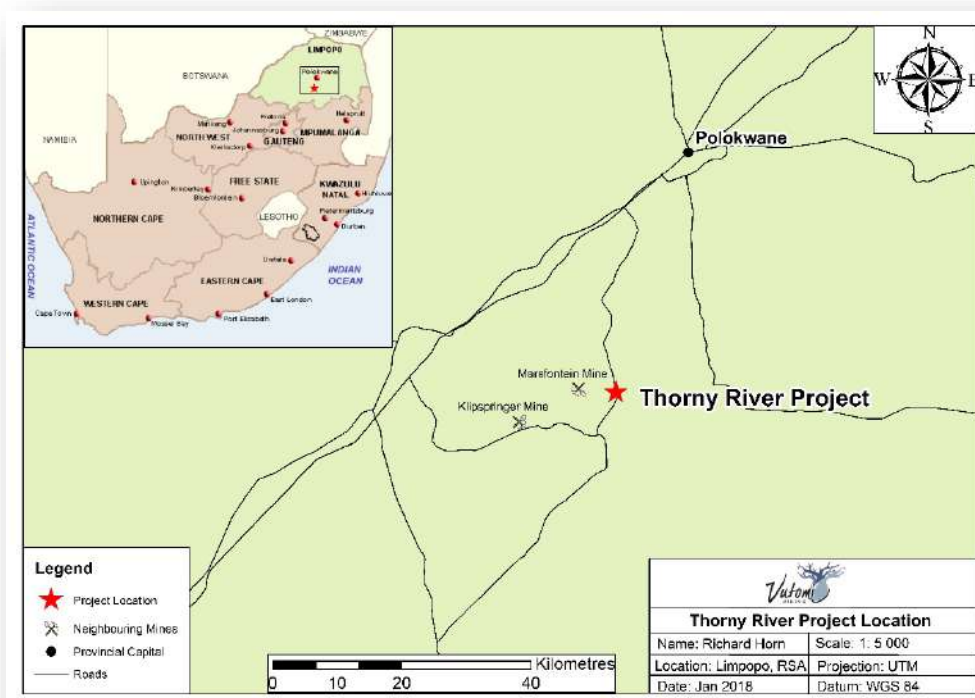 ZIMBABWE
LIMPOPO
BOTSWANA
Polokwane
NAMIBIA
Mafikeng
Pretoria
Nelspruit
Johannesburg
MPUMALANGA
NORTH WEST
GAUTENG
Klerksdorp
Upington
Kimberley
FREE STATE
Bloemfontein
KWAZULU
NATAL
Pietermaritzburg
Durban
LESOTHO
NORTHERN CAPE
ATLANTIC OCEAN
Umtata
INDIAN
OCEAN
EASTERN CAPE
East London
WESTERN CAPE
Cape Town
Mossel Bay
Port Elizabeth
N
W
E
S
Polokwane
Marsfontein Mine
Thorny River Project
Klipspringer Mine
Legend
Project Location
Neighbouring Mines
Provincial Capital
Roads
Kilometres
0 10 20 40
Vutomi
Thorny River Project Location
Name: Richard Horn
Scale: 1: 5 000
Location: Limpopo, RSA
Projection: UTM
Date: Jan 2018
Datum: WGS 84